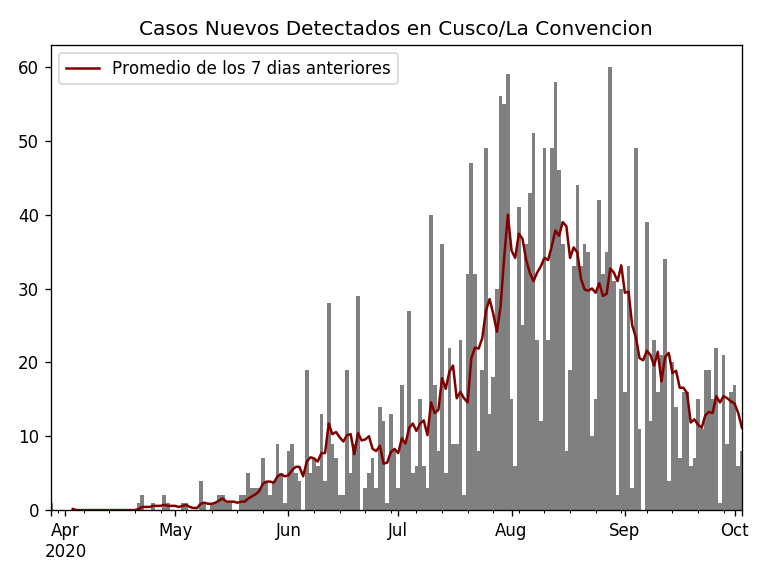 Casos Nuevos Detectados en Cusco/La Convencion
Promedio de los 7 dias anteriores
60
50
40
30
20
10
0
Apr May Jun Jul Aug Sep Oct
2020